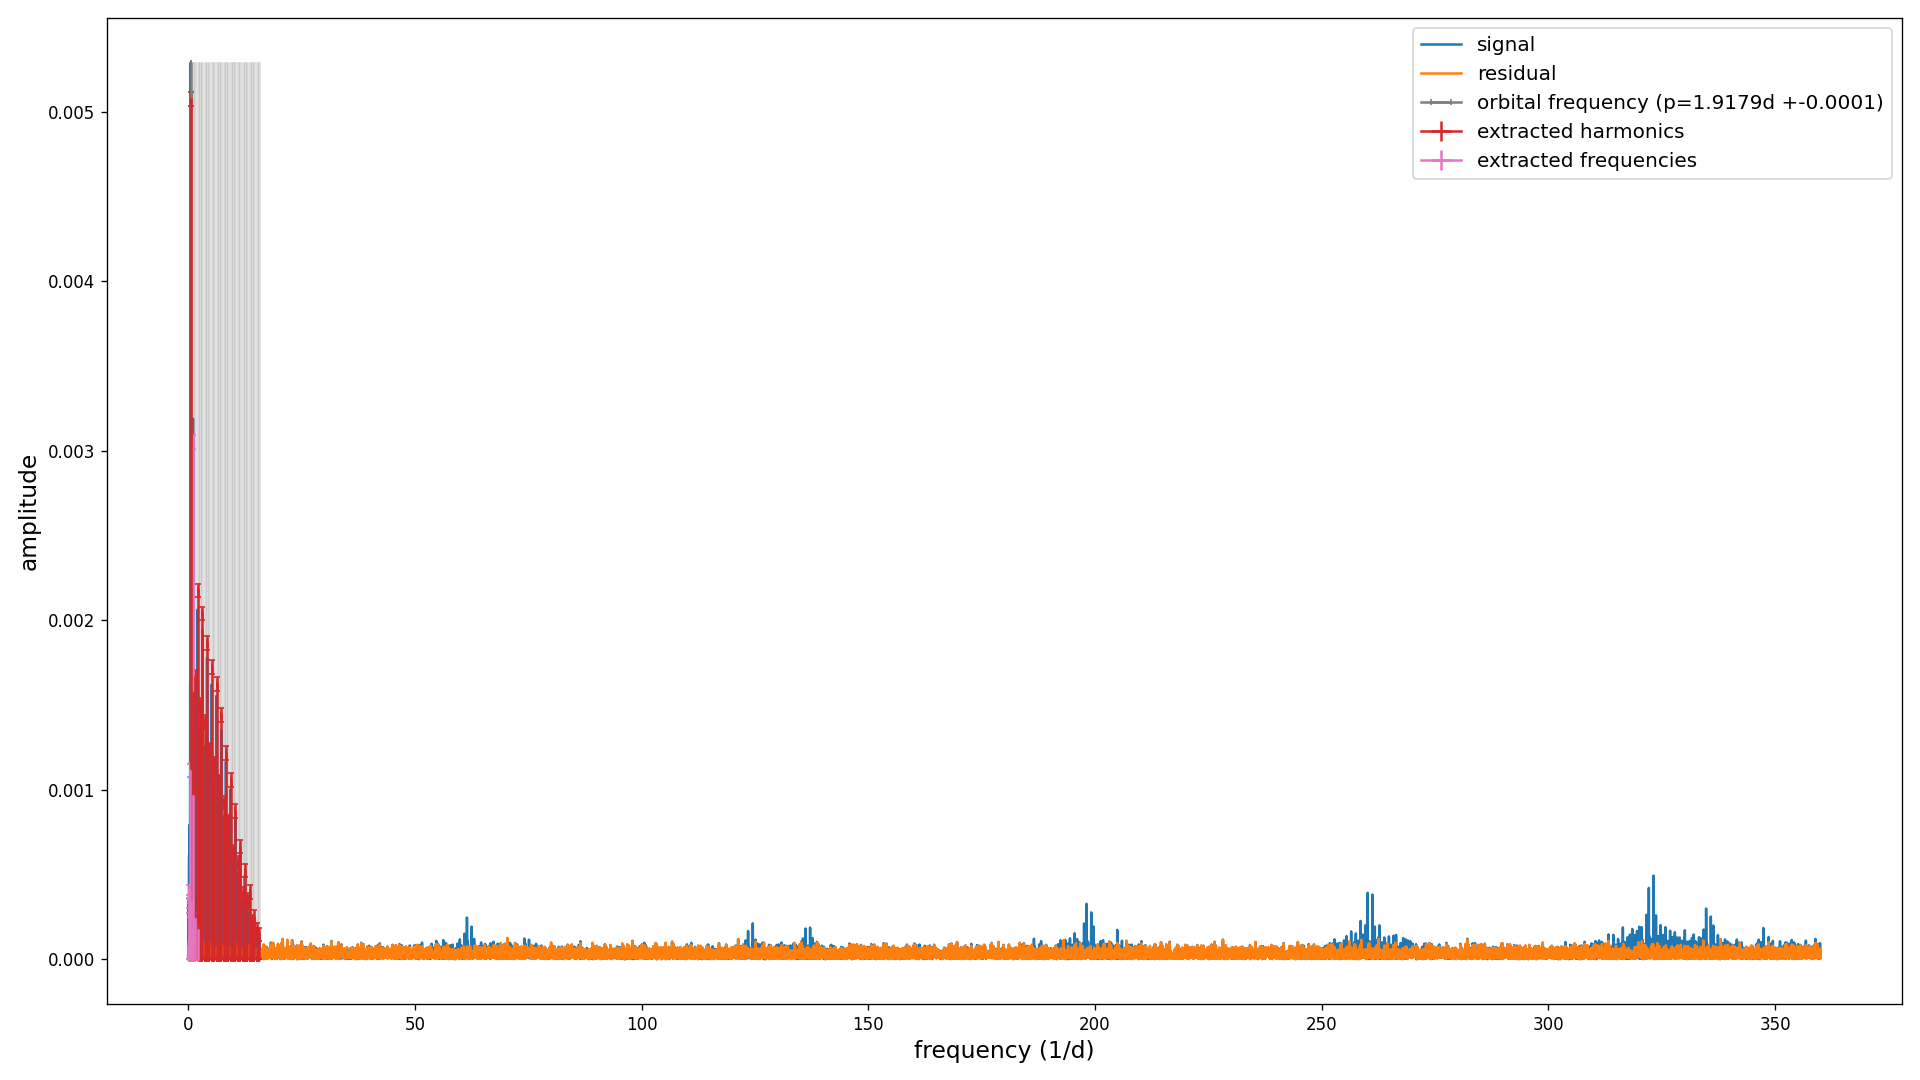 signal
residual
orbital frequency (p=1.9179d +-0.0001)
extracted harmonics
extracted frequencies
0.005
0.004
0.003
0.002
0.001
0.000
amplitude
0 50 100 150 200 250 300 350
frequency (1/d)